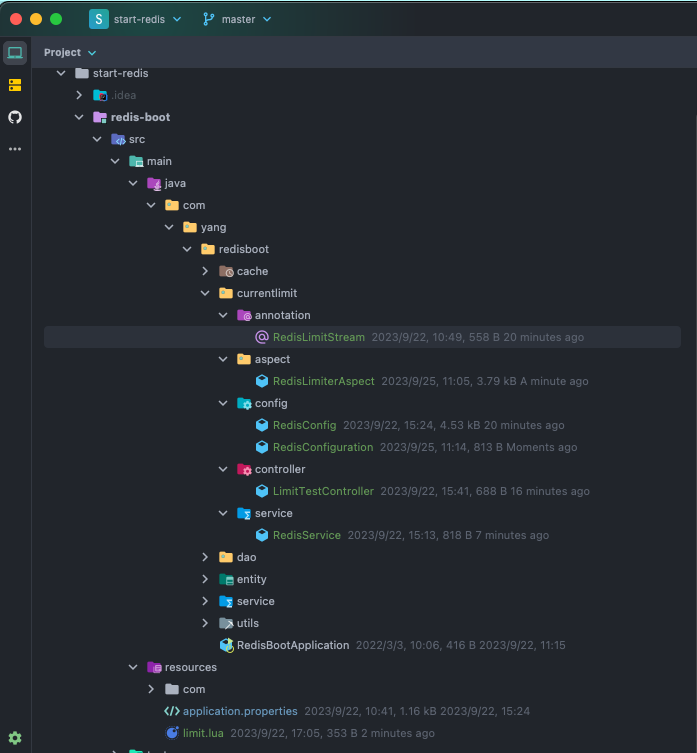 S start-redis master
Project
start-redis
.idea
redis-boot
src
main
java
com
yang
redisboot
cache
currentlimit
annotation
RedisLimitStream 2023/9/22, 10:49, 558 B 20 minutes ago
aspect
RedisLimiterAspect 2023/9/25, 11:05, 3.79 kB A minute ago
config
RedisConfig 2023/9/22, 15:24, 4.53 kB 20 minutes ago
RedisConfiguration 2023/9/25, 11:14, 813 B Moments ago
controller
LimitTestController 2023/9/22, 15:41, 688 B 16 minutes ago
service
RedisService 2023/9/22, 15:13, 818 B 7 minutes ago
dao
entity
service
utils
RedisBootApplication 2022/3/3, 10:06, 416 B 2023/9/22, 11:15
resources
com
application.properties 2023/9/22, 10:41, 1.16 kB 2023/9/22, 15:24
limit.lua 2023/9/22, 17:05, 353 B 2 minutes ago